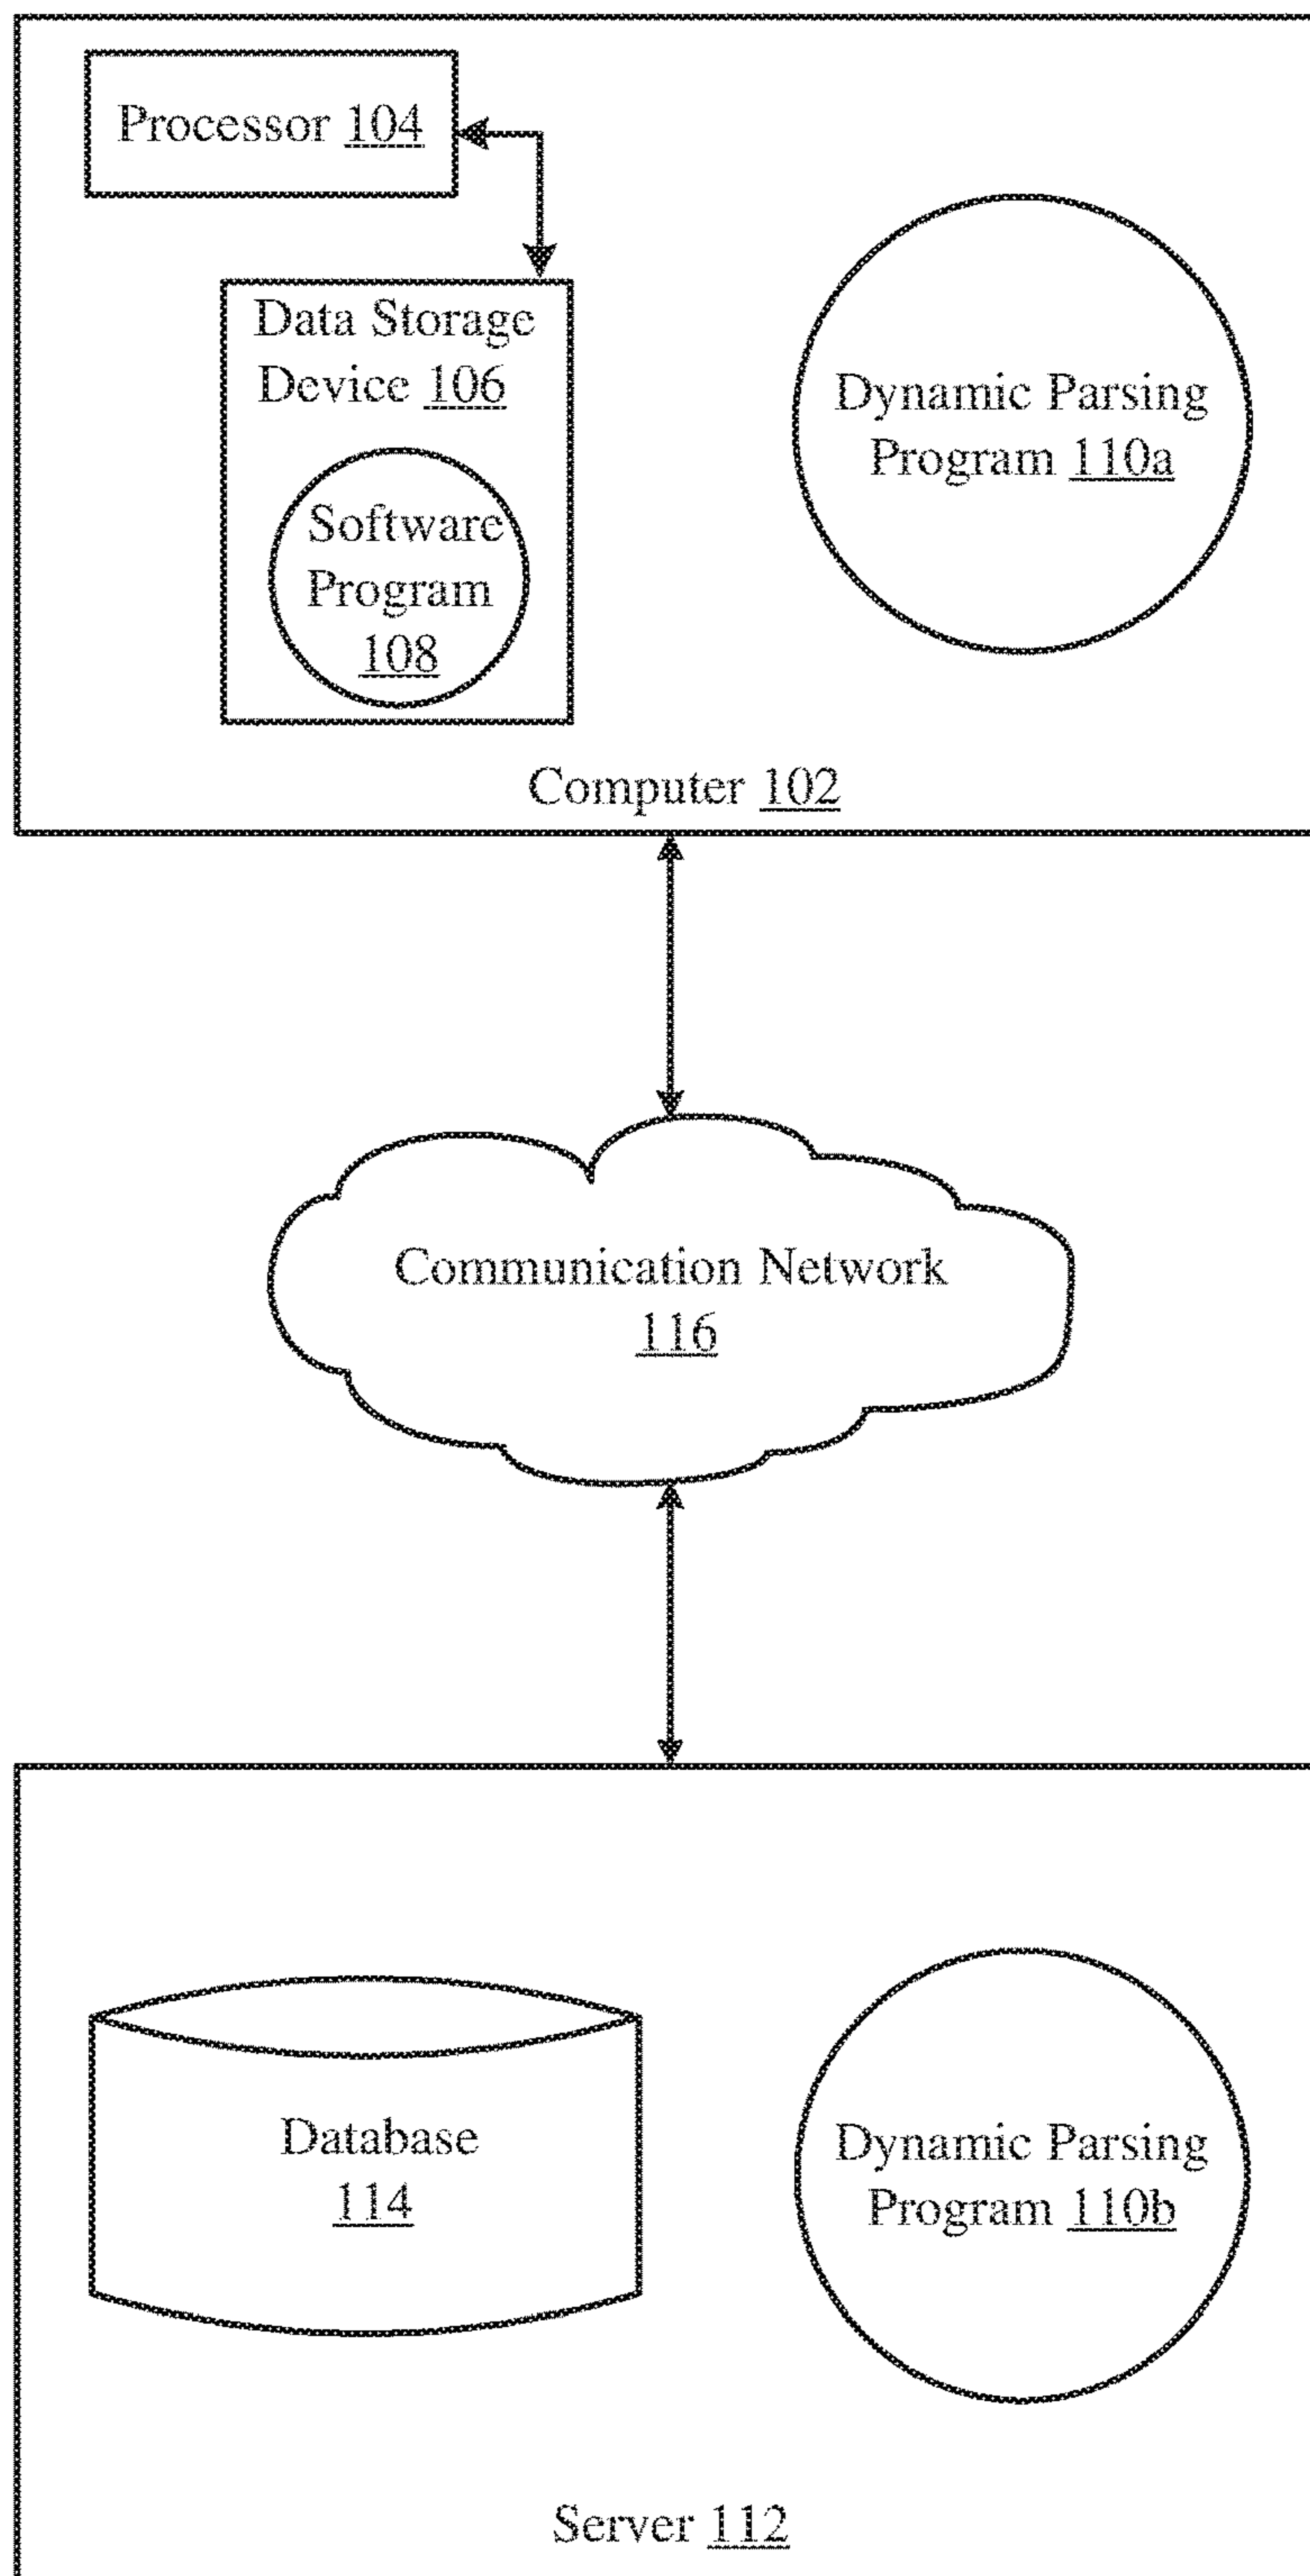 Processor 104
Data Storage
Device 106
Software
Program
108
Dynamic Parsing
Program 110a
Computer 102
Communication Network
116
Database
114
Dynamic Parsing
Program 110b
Server 112